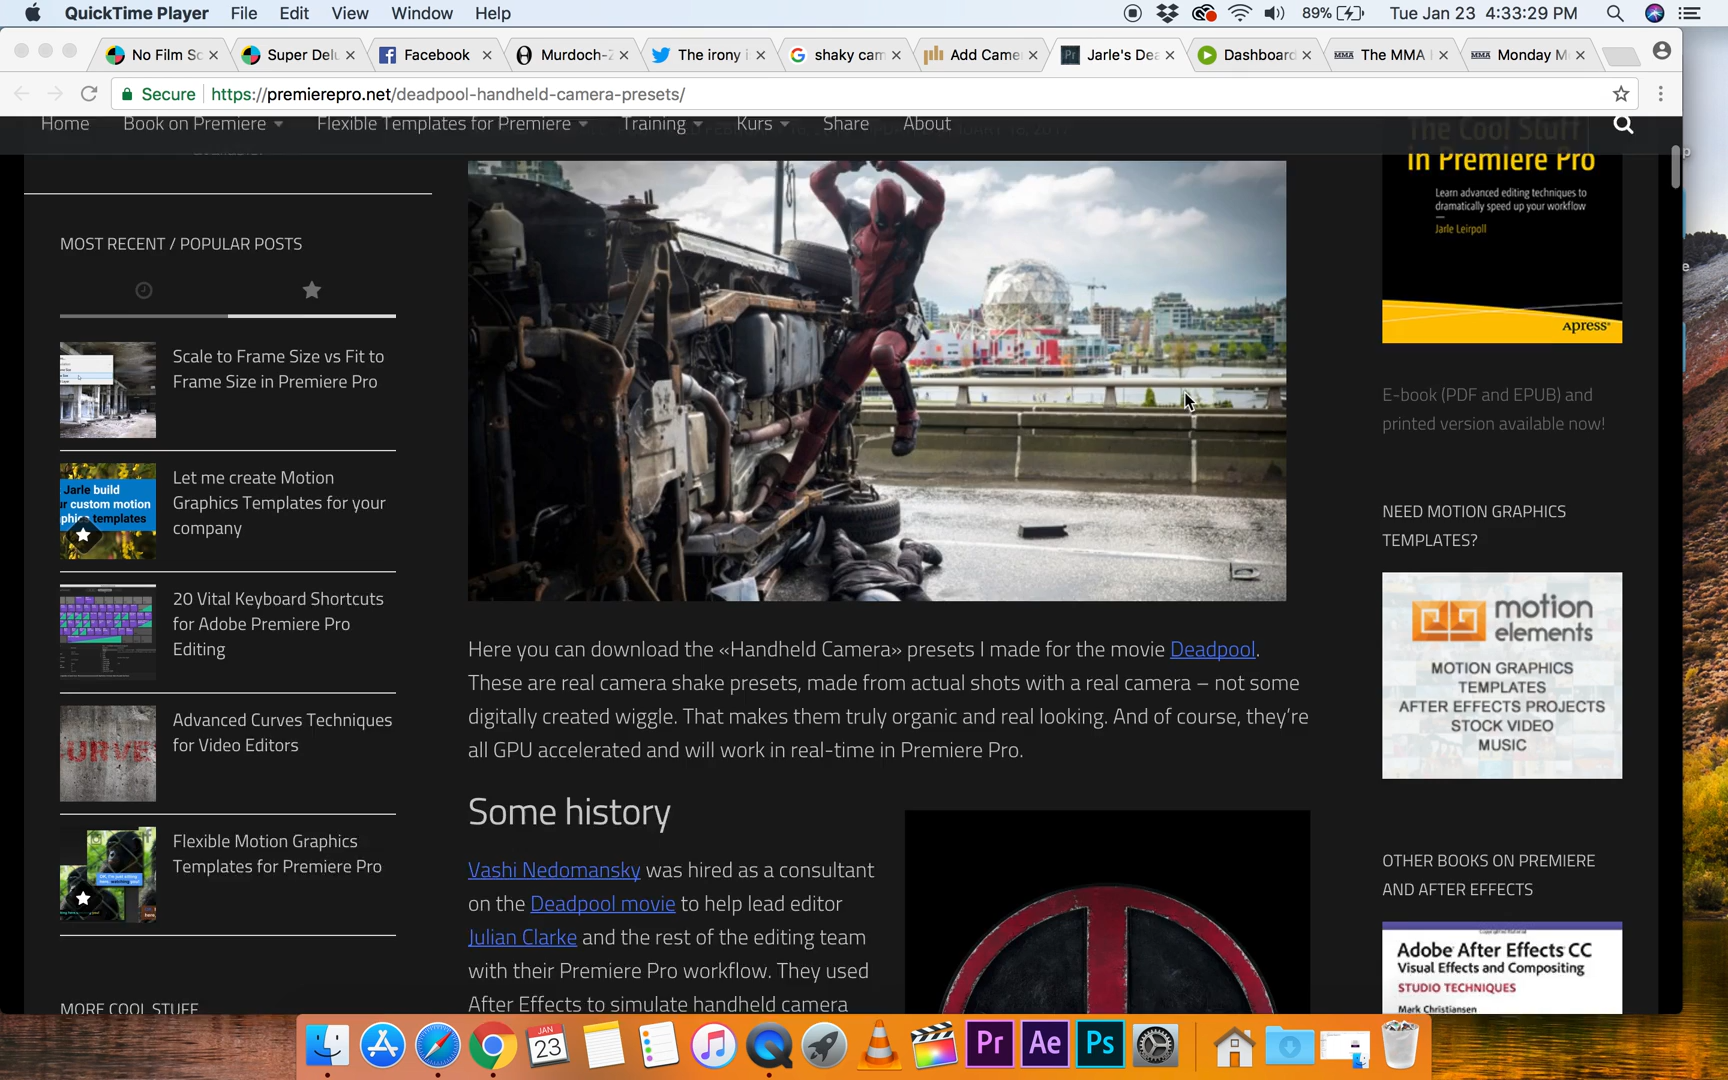 QuickTime Player File Edit View Window Help
89% Tue Jan 23 4:33:29 PM
No Film Sc
Super Delu
Facebook
Murdoch-Z
The irony i
shaky cam
Add Came
Jarle's Dea
Dashboard
The MMA
Monday M
Secure https://premierepro.net/deadpool-handheld-camera-presets/
Home Book on Premiere Flexible Templates for Premiere Training Kurs Share About
MOST RECENT / POPULAR POSTS
Scale to Frame Size vs Fit to
Frame Size in Premiere Pro
Jarle build
ur custom motion
templates
Let me create Motion
Graphics Templates for your
company
20 Vital Keyboard Shortcuts
for Adobe Premiere Pro
Editing
Advanced Curves Techniques
for Video Editors
Flexible Motion Graphics
Templates for Premiere Pro
MORE COOL STUFF
Here you can download the «Handheld Camera» presets I made for the movie Deadpool.
These are real camera shake presets, made from actual shots with a real camera – not some
digitally created wiggle. That makes them truly organic and real looking. And of course, they're
all GPU accelerated and will work in real-time in Premiere Pro.
Some history
Vashi Nedomansky was hired as a consultant
on the Deadpool movie to help lead editor
Julian Clarke and the rest of the editing team
with their Premiere Pro workflow. They used
After Effects to simulate handheld camera
The Cool Stuff
in Premiere Pro
Learn advanced editing techniques to
dramatically speed up your workflow
Jarle Leirpoll
Apress®
E-book (PDF and EPUB) and
printed version available now!
NEED MOTION GRAPHICS
TEMPLATES?
motion
elements
MOTION GRAPHICS
TEMPLATES
AFTER EFFECTS PROJECTS
STOCK VIDEO
MUSIC
OTHER BOOKS ON PREMIERE
AND AFTER EFFECTS
Adobe After Effects CC
Visual Effects and Compositing
STUDIO TECHNIQUES
Mark Christiansen
JAN
23
Pr
Ae
Ps